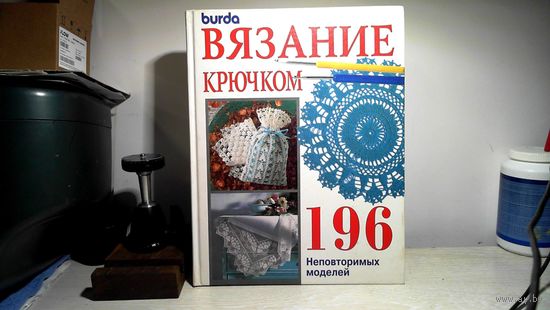 burda
ВЯЗАНИЕ
КРЮЧКОМ
196
Неповторимых
моделей